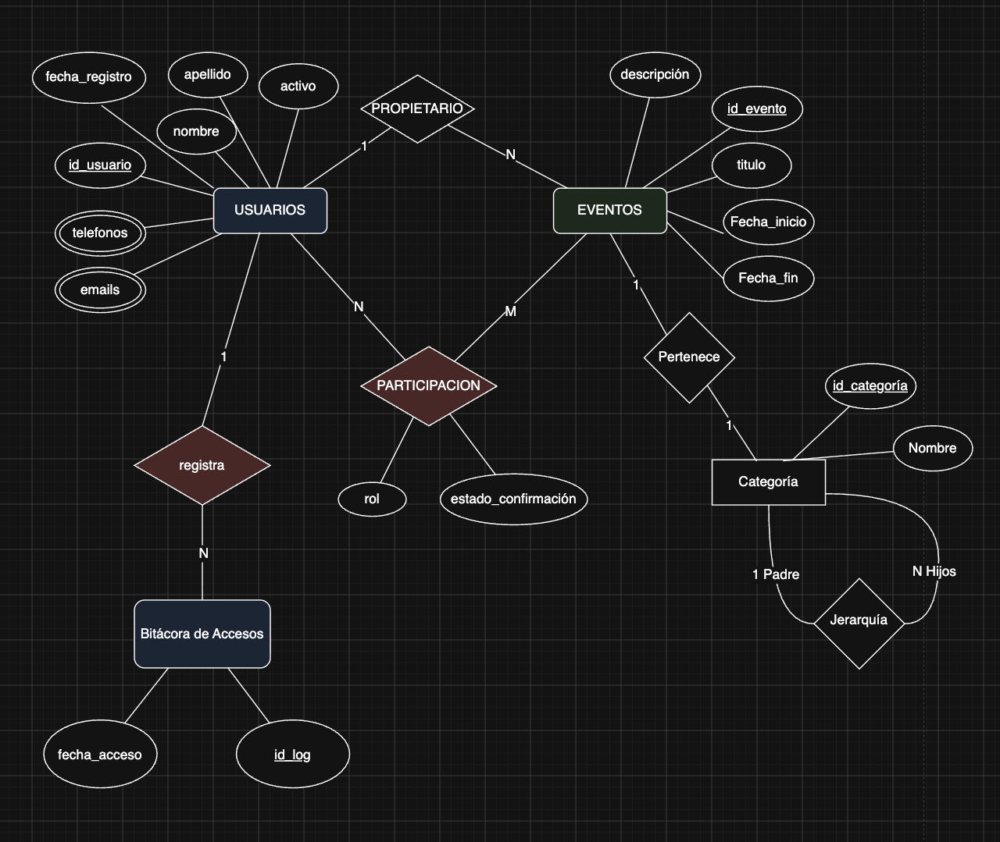 fecha_registro
apellido
activo
nombre
id_usuario
telefonos
emails
USUARIOS
PROPIETARIO
1
N
descripción
id_evento
titulo
Fecha_inicio
Fecha_fin
EVENTOS
N
M
PARTICIPACION
rol
estado_confirmación
1
Pertenece
1
id_categoría
Nombre
Categoría
1 Padre
N Hijos
Jerarquía
1
registra
N
Bitácora de Accesos
fecha_acceso
id_log